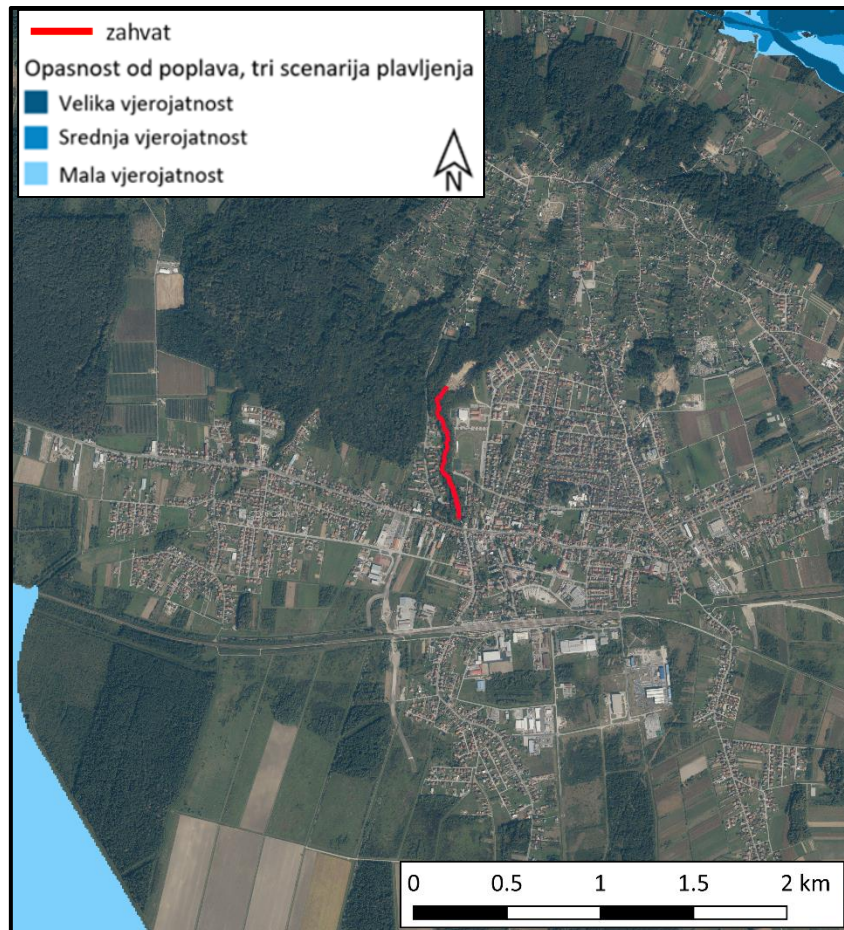 zahvat
Opasnost od poplava, tri scenarija plavljenja
Velika vjerojatnost
Srednja vjerojatnost
Mala vjerojatnost
N
0 0.5 1 1.5 2 km